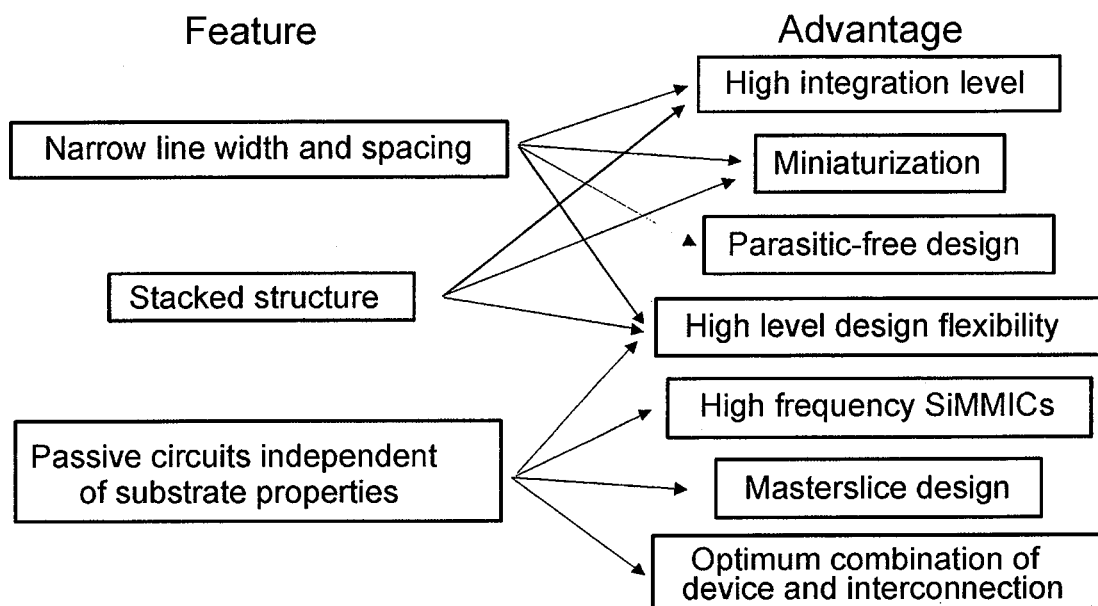 Feature
Advantage
Narrow line width and spacing
Stacked structure
Passive circuits independent
of substrate properties
High integration level
Miniaturization
Parasitic-free design
High level design flexibility
High frequency SiMMICs
Masterslice design
Optimum combination of
device and interconnection